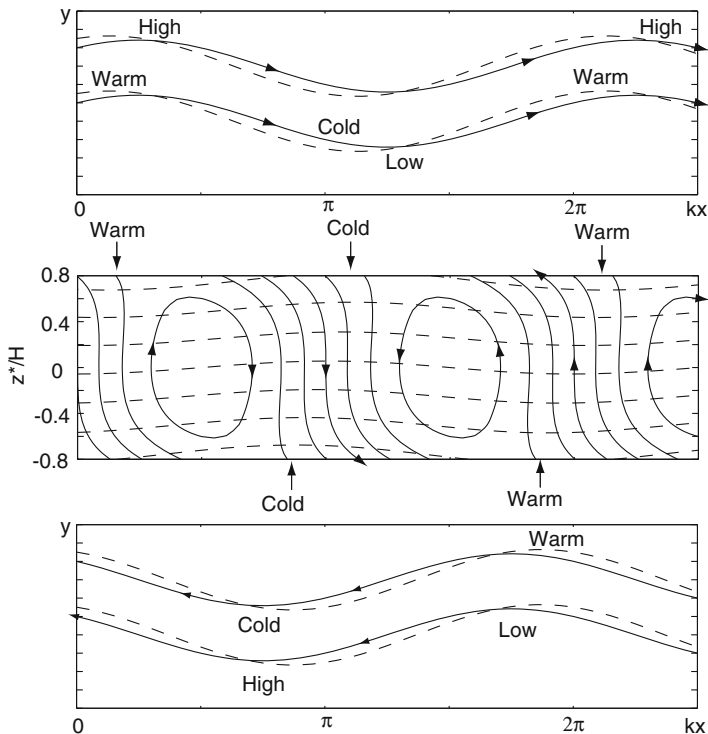 y
High High
Warm Warm
Cold
Low
0 π 2π kx
Warm Cold Warm
0.8
0.4
z*/H 0
-0.4
-0.8
Cold Warm
y
Warm
Cold Low
High
0 π 2π kx